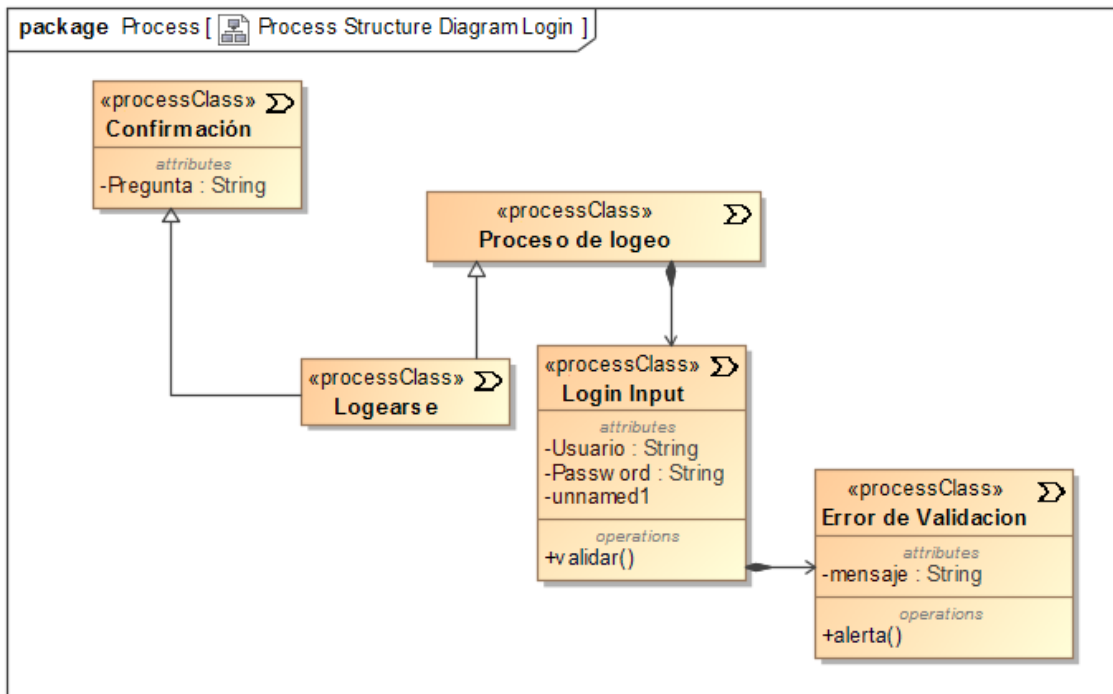 package Process [ Process Structure Diagram Login ]
«processClass»
Confirmación
attributes
-Pregunta : String
«processClass»
Proceso de logeo
«processClass»
Logearse
«processClass»
Login Input
attributes
-Usuario : String
-Password : String
-unnamed1
operations
+validar()
«processClass»
Error de Validacion
attributes
-mensaje : String
operations
+alerta()